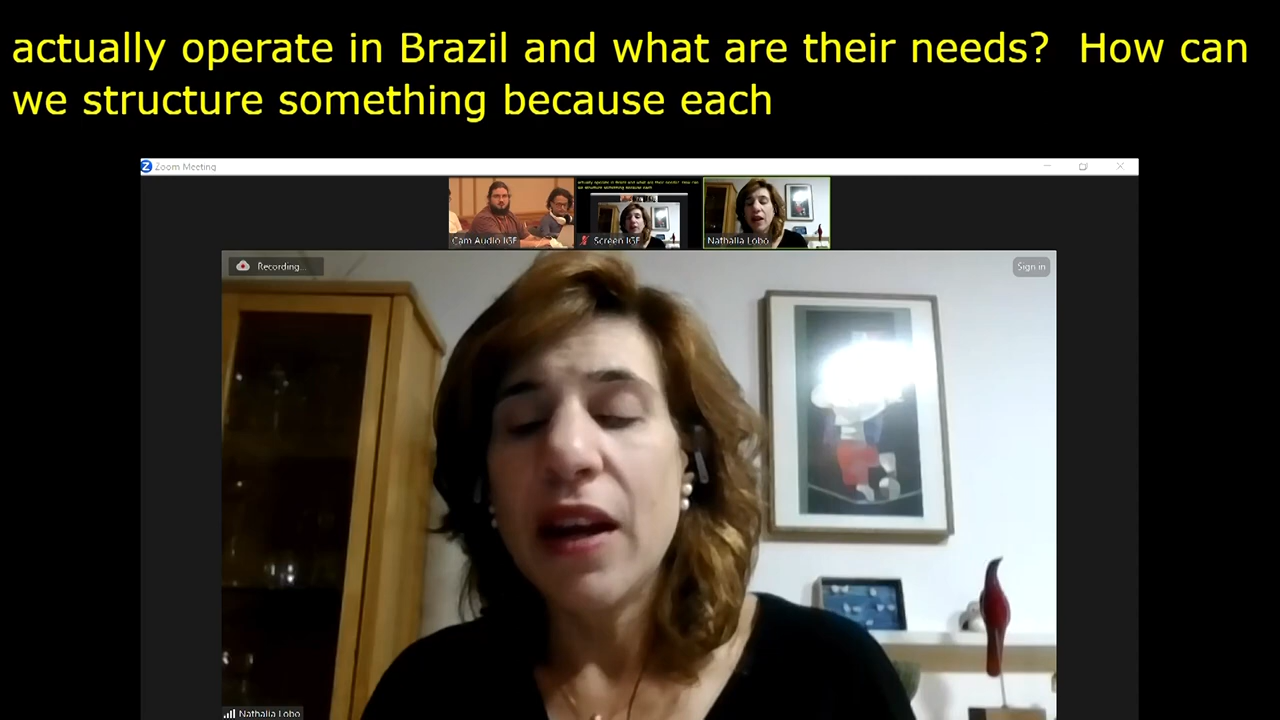 actually operate in Brazil and what are their needs?  How can
we structure something because each
Zoom Meeting
Cam Audio IGF
Screen IGF
Nathalia Lobo
Recording...
Sign in
Nathalia Lobo